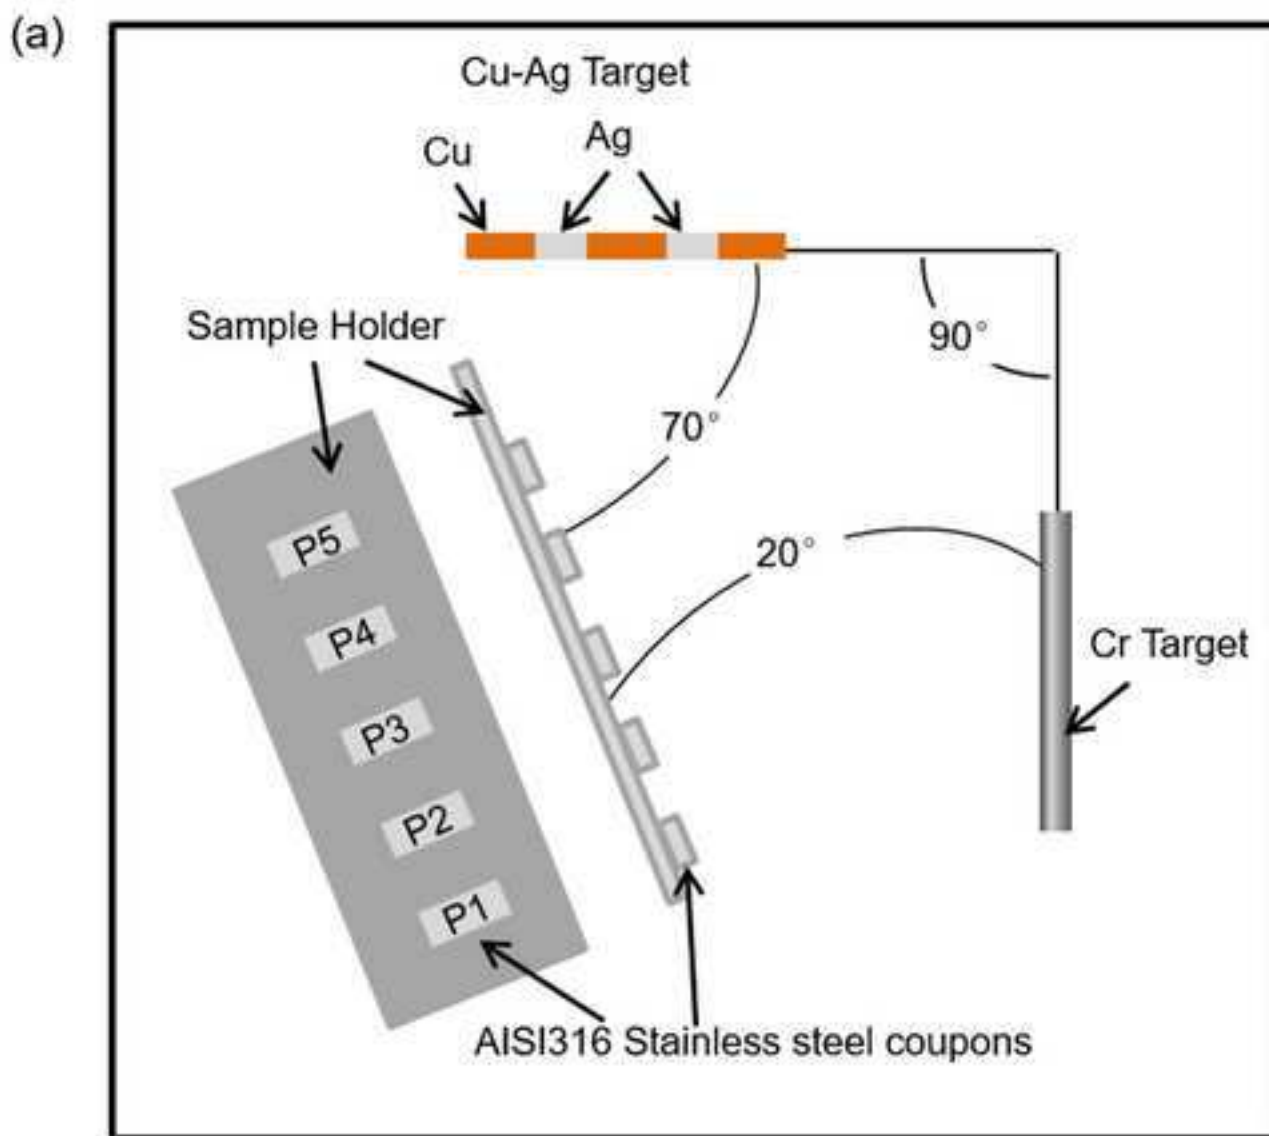 (a)
Cu-Ag Target
Cu
Ag
Sample Holder
90°
70°
20°
P5
P4
P3
P2
P1
Cr Target
AISI316 Stainless steel coupons